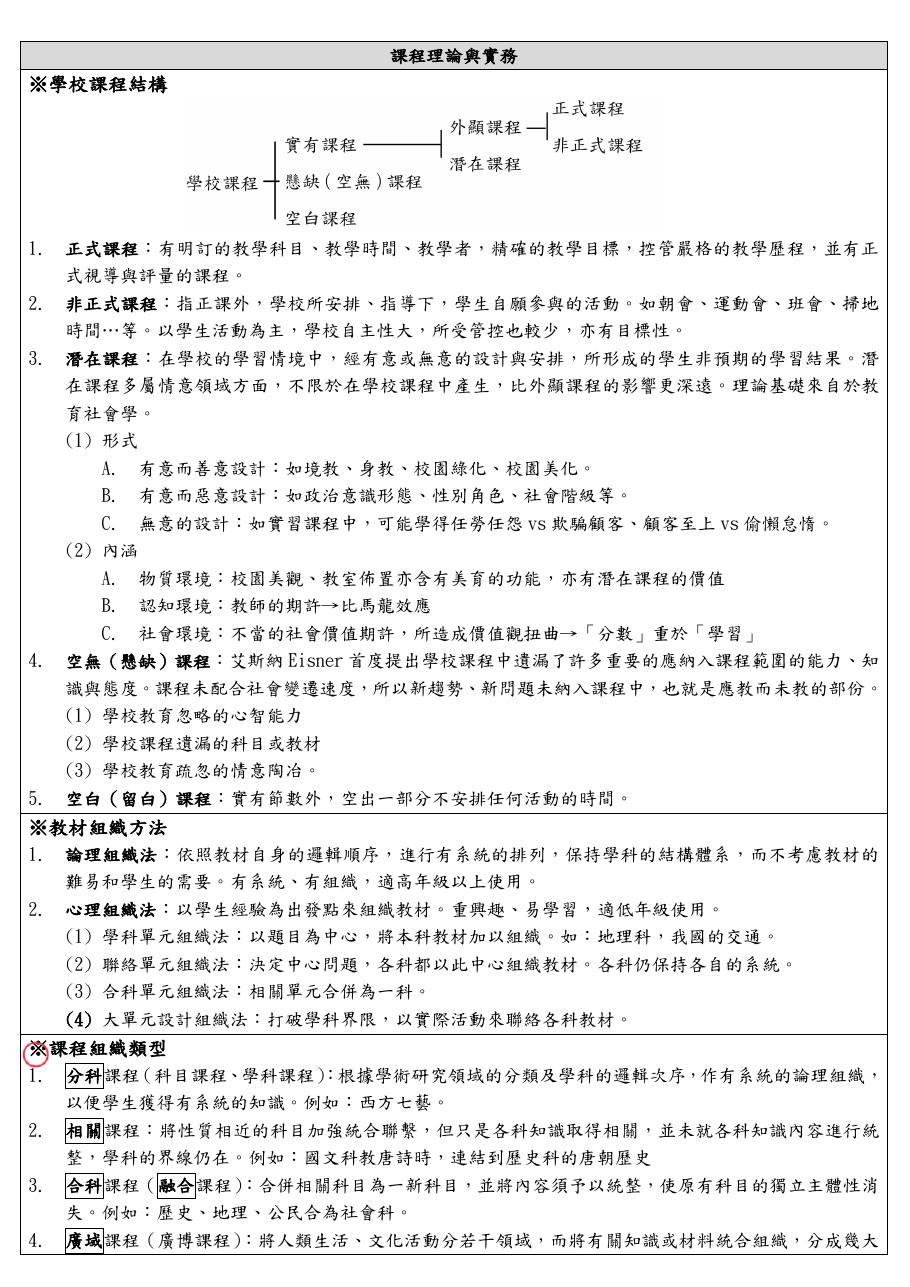 課程理論與實務
※學校課程結構
正式課程
外顯課程
實有課程
非正式課程
潛在課程
學校課程
懸缺(空無)課程
空白課程
1. 正式課程：有明訂的教學科目、教學時間、教學者，精確的教學目標，控管嚴格的教學歷程，並有正
式視導與評量的課程。
2. 非正式課程：指正課外，學校所安排、指導下，學生自願參與的活動。如朝會、運動會、班會、掃地
時間…等。以學生活動為主，學校自主性大，所受管控也較少，亦有目標性。
3. 潛在課程：在學校的學習情境中，經有意或無意的設計與安排，所形成的學生非預期的學習結果。潛
在課程多屬情意領域方面，不限於在學校課程中產生，比外顯課程的影響更深遠。理論基礎來自於教
育社會學。
(1) 形式
A. 有意而善意設計：如境教、身教、校園綠化、校園美化。
B. 有意而惡意設計：如政治意識形態、性別角色、社會階級等。
C. 無意的設計：如實習課程中，可能學得任勞任怨 vs 欺騙顧客、顧客至上 vs 偷懶怠惰。
(2) 內涵
A. 物質環境：校園美觀、教室佈置亦含有美育的功能，亦有潛在課程的價值
B. 認知環境：教師的期許→比馬龍效應
C. 社會環境：不當的社會價值期許，所造成價值觀扭曲→「分數」重於「學習」
4. 空無（懸缺）課程：艾斯納 Eisner 首度提出學校課程中遺漏了許多重要的應納入課程範圍的能力、知
識與態度。課程未配合社會變遷速度，所以新趨勢、新問題未納入課程中，也就是應教而未教的部份。
(1) 學校教育忽略的心智能力
(2) 學校課程遺漏的科目或教材
(3) 學校教育疏忽的情意陶冶。
5. 空白（留白）課程：實有節數外，空出一部分不安排任何活動的時間。
※教材組織方法
1. 論理組織法：依照教材自身的邏輯順序，進行有系統的排列，保持學科的結構體系，而不考慮教材的
難易和學生的需要。有系統、有組織，適高年級以上使用。
2. 心理組織法：以學生經驗為出發點來組織教材。重興趣、易學習，適低年級使用。
(1) 學科單元組織法：以題目為中心，將本科教材加以組織。如：地理科，我國的交通。
(2) 聯絡單元組織法：決定中心問題，各科都以此中心組織教材。各科仍保持各自的系統。
(3) 合科單元組織法：相關單元合併為一科。
(4) 大單元設計組織法：打破學科界限，以實際活動來聯絡各科教材。
※課程組織類型
1. 分科課程（科目課程、學科課程）：根據學術研究領域的分類及學科的邏輯次序，作有系統的論理組織，
以便學生獲得有系統的知識。例如：西方七藝。
2. 相關課程：將性質相近的科目加強統合聯繫，但只是各科知識取得相關，並未就各科知識內容進行統
整，學科的界線仍在。例如：國文科教唐詩時，連結到歷史科的唐朝歷史
3. 合科課程（融合課程）：合併相關科目為一新科目，並將內容須予以統整，使原有科目的獨立主體性消
失。例如：歷史、地理、公民合為社會科。
4. 廣域課程（廣博課程）：將人類生活、文化活動分若干領域，而將有關知識或材料統合組織，分成幾大